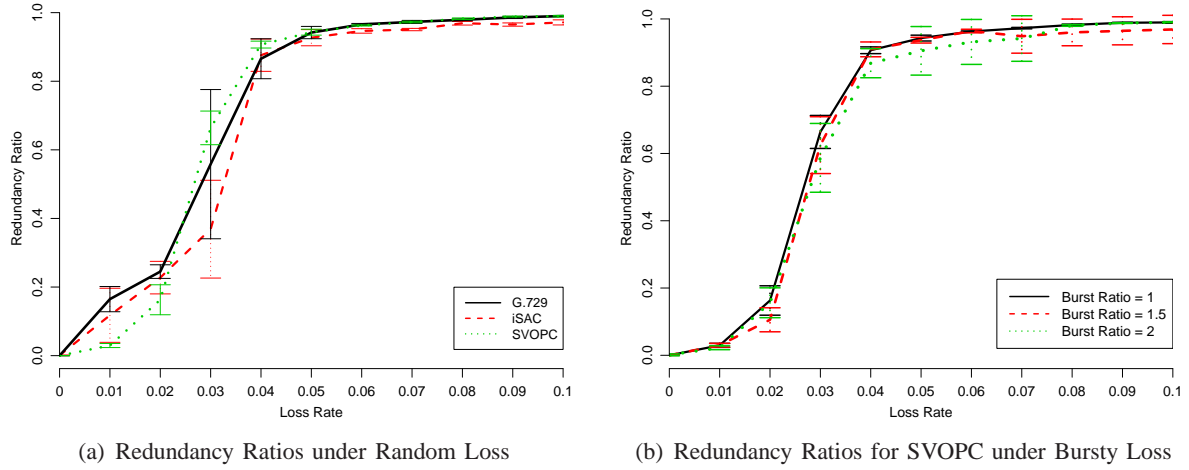 1.0
0.8
0.6
0.4
0.2
0.0
Redundancy Ratio
G.729
iSAC
SVOPC
0 0.01 0.02 0.03 0.04 0.05 0.06 0.07 0.08 0.09 0.1
Loss Rate
(a) Redundancy Ratios under Random Loss
1.0
0.8
0.6
0.4
0.2
0.0
Redundancy Ratio
Burst Ratio = 1
Burst Ratio = 1.5
Burst Ratio = 2
0 0.01 0.02 0.03 0.04 0.05 0.06 0.07 0.08 0.09 0.1
Loss Rate
(b) Redundancy Ratios for SVOPC under Bursty Loss